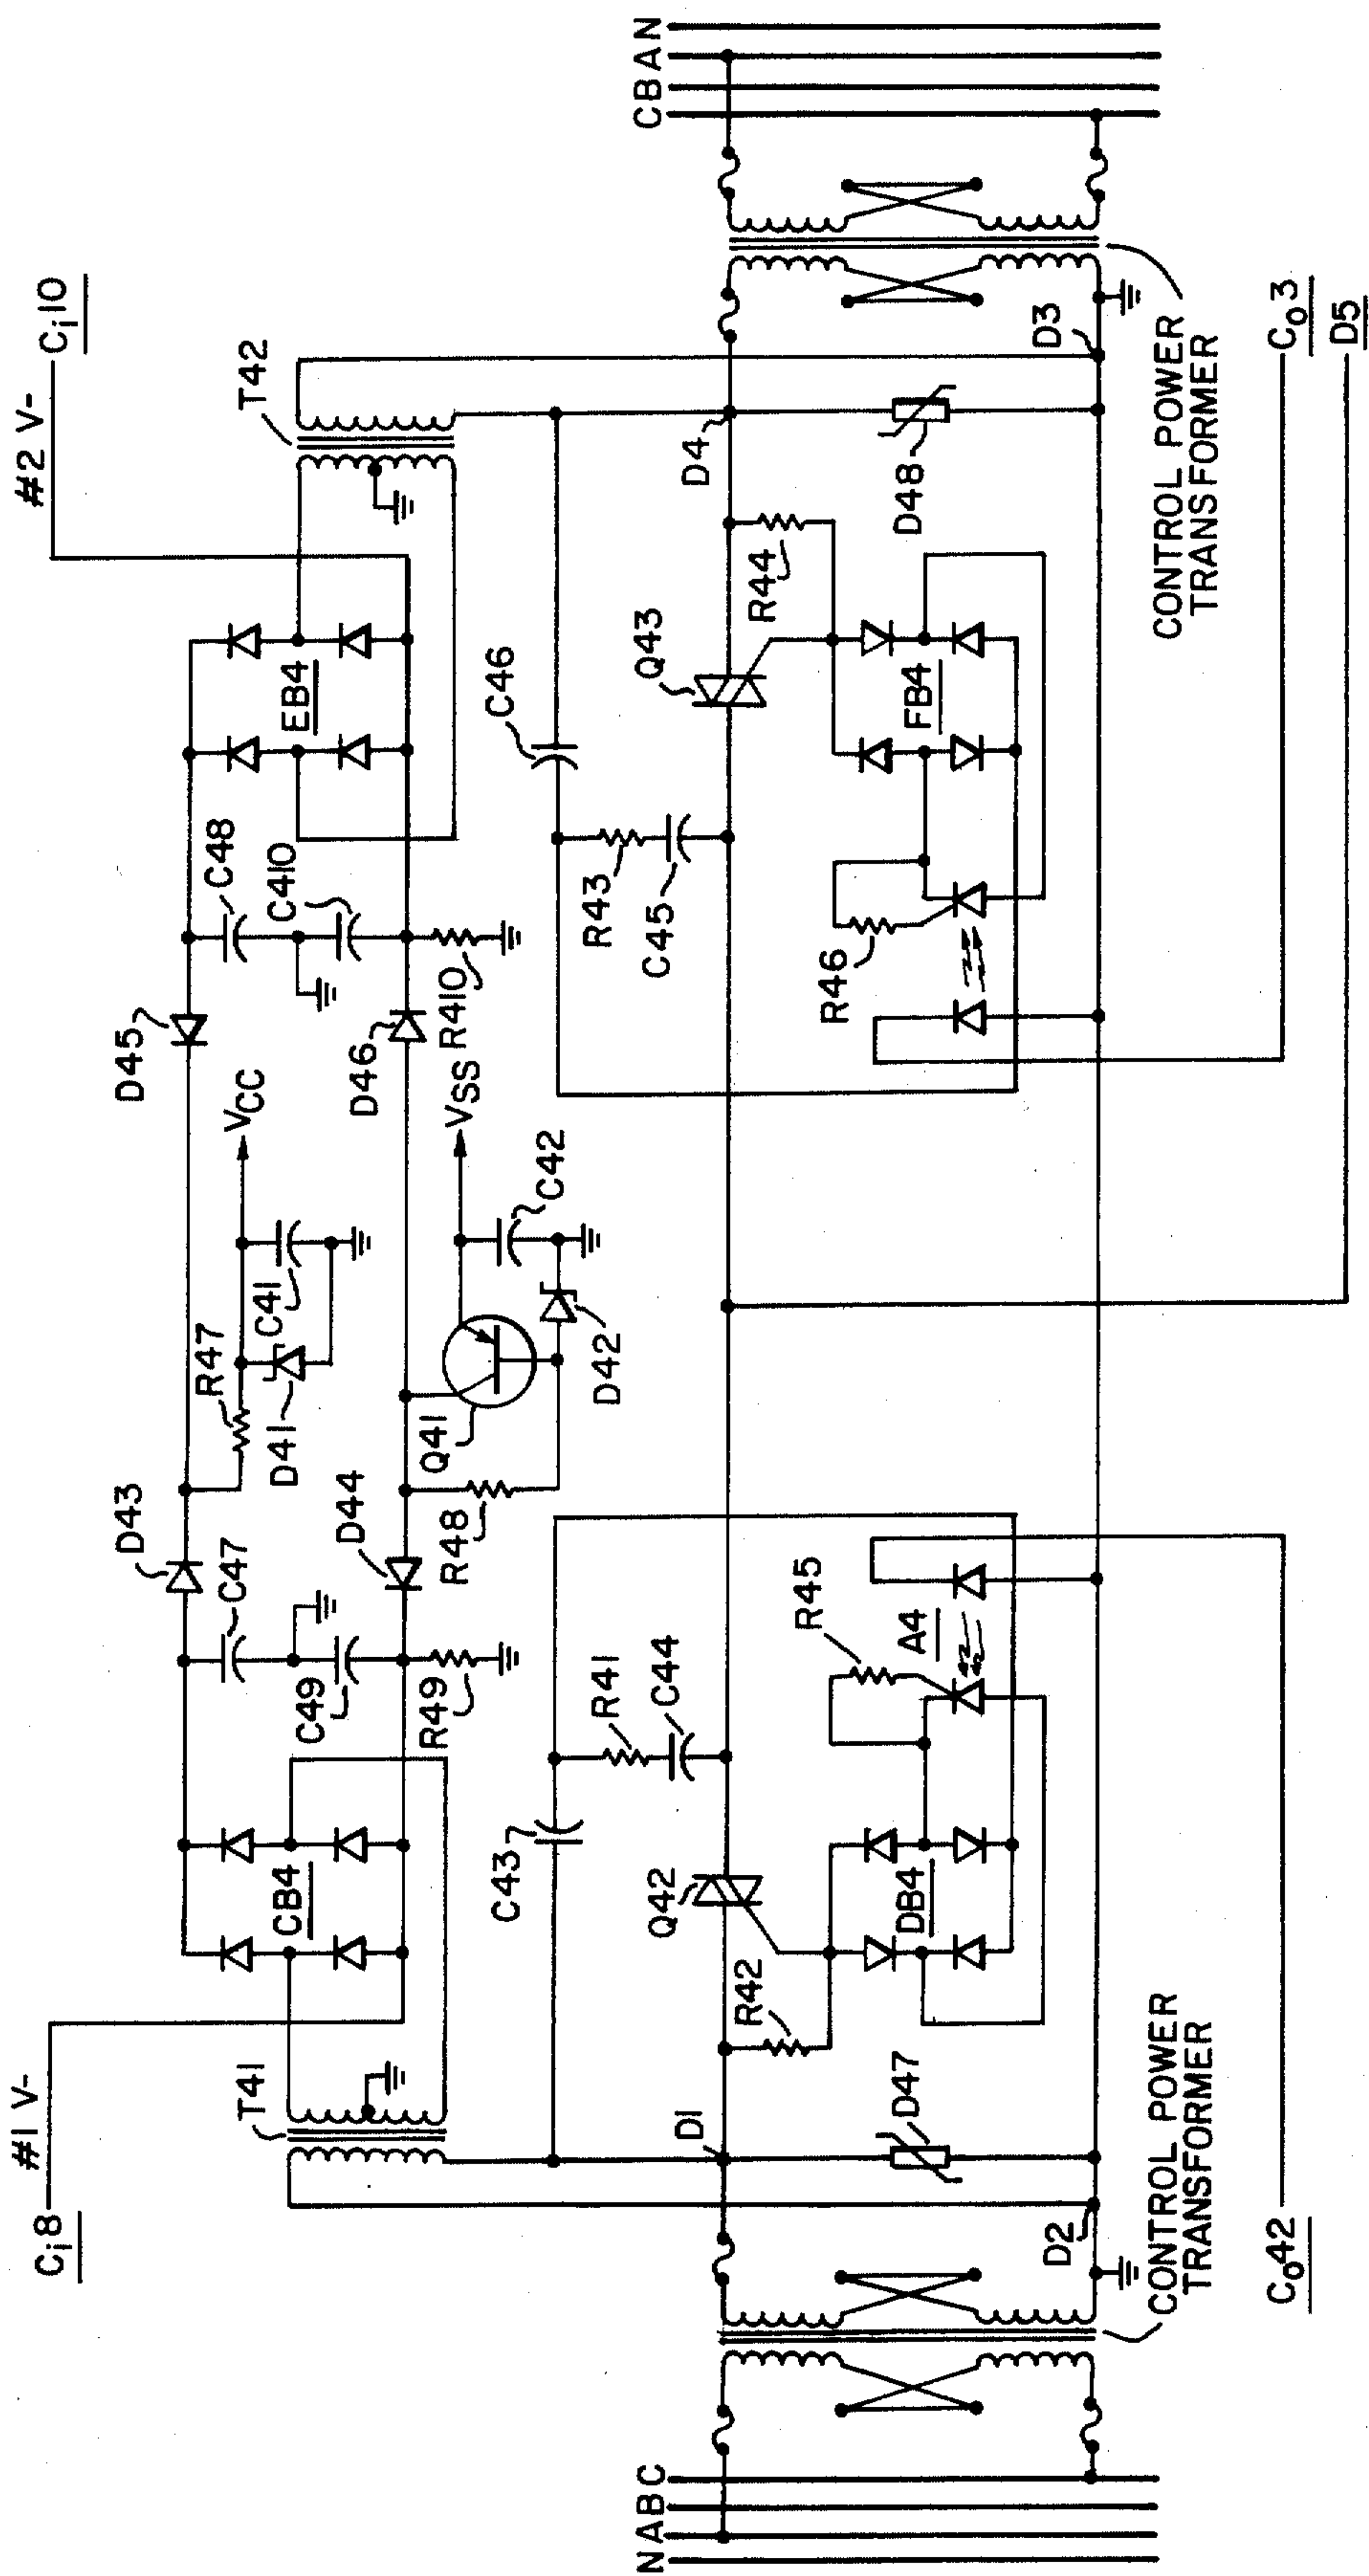 #1 V-
Ci8
#2 V-
Ci10
T41
CB4
D43
C47
C49
R49
D44
R48
R47
D41
C41
VCC
Q41
VSS
C42
D42
D45
D46
C48
C410
R410
EB4
T42
C43
R41
C44
Q42
R42
DB4
R45
A4
D1
D47
D2
C46
R43
C45
Q43
R44
FB4
R46
D4
D48
D3
N A B C
C B A N
CONTROL POWER
TRANSFORMER
CONTROL POWER
TRANSFORMER
Co42
Co3
D5